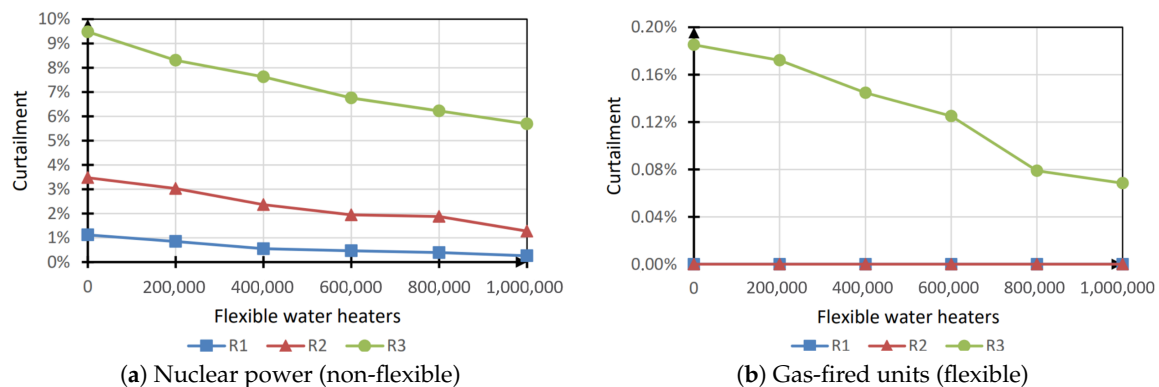 10%
9%
8%
7%
6%
5%
4%
3%
2%
1%
0%
Curtailment
0 200,000 400,000 600,000 800,000 1,000,000
Flexible water heaters
R1 R2 R3
(a) Nuclear power (non-flexible)
0.20%
0.16%
0.12%
0.08%
0.04%
0.00%
Curtailment
0 200,000 400,000 600,000 800,000 1,000,000
Flexible water heaters
R1 R2 R3
(b) Gas-fired units (flexible)